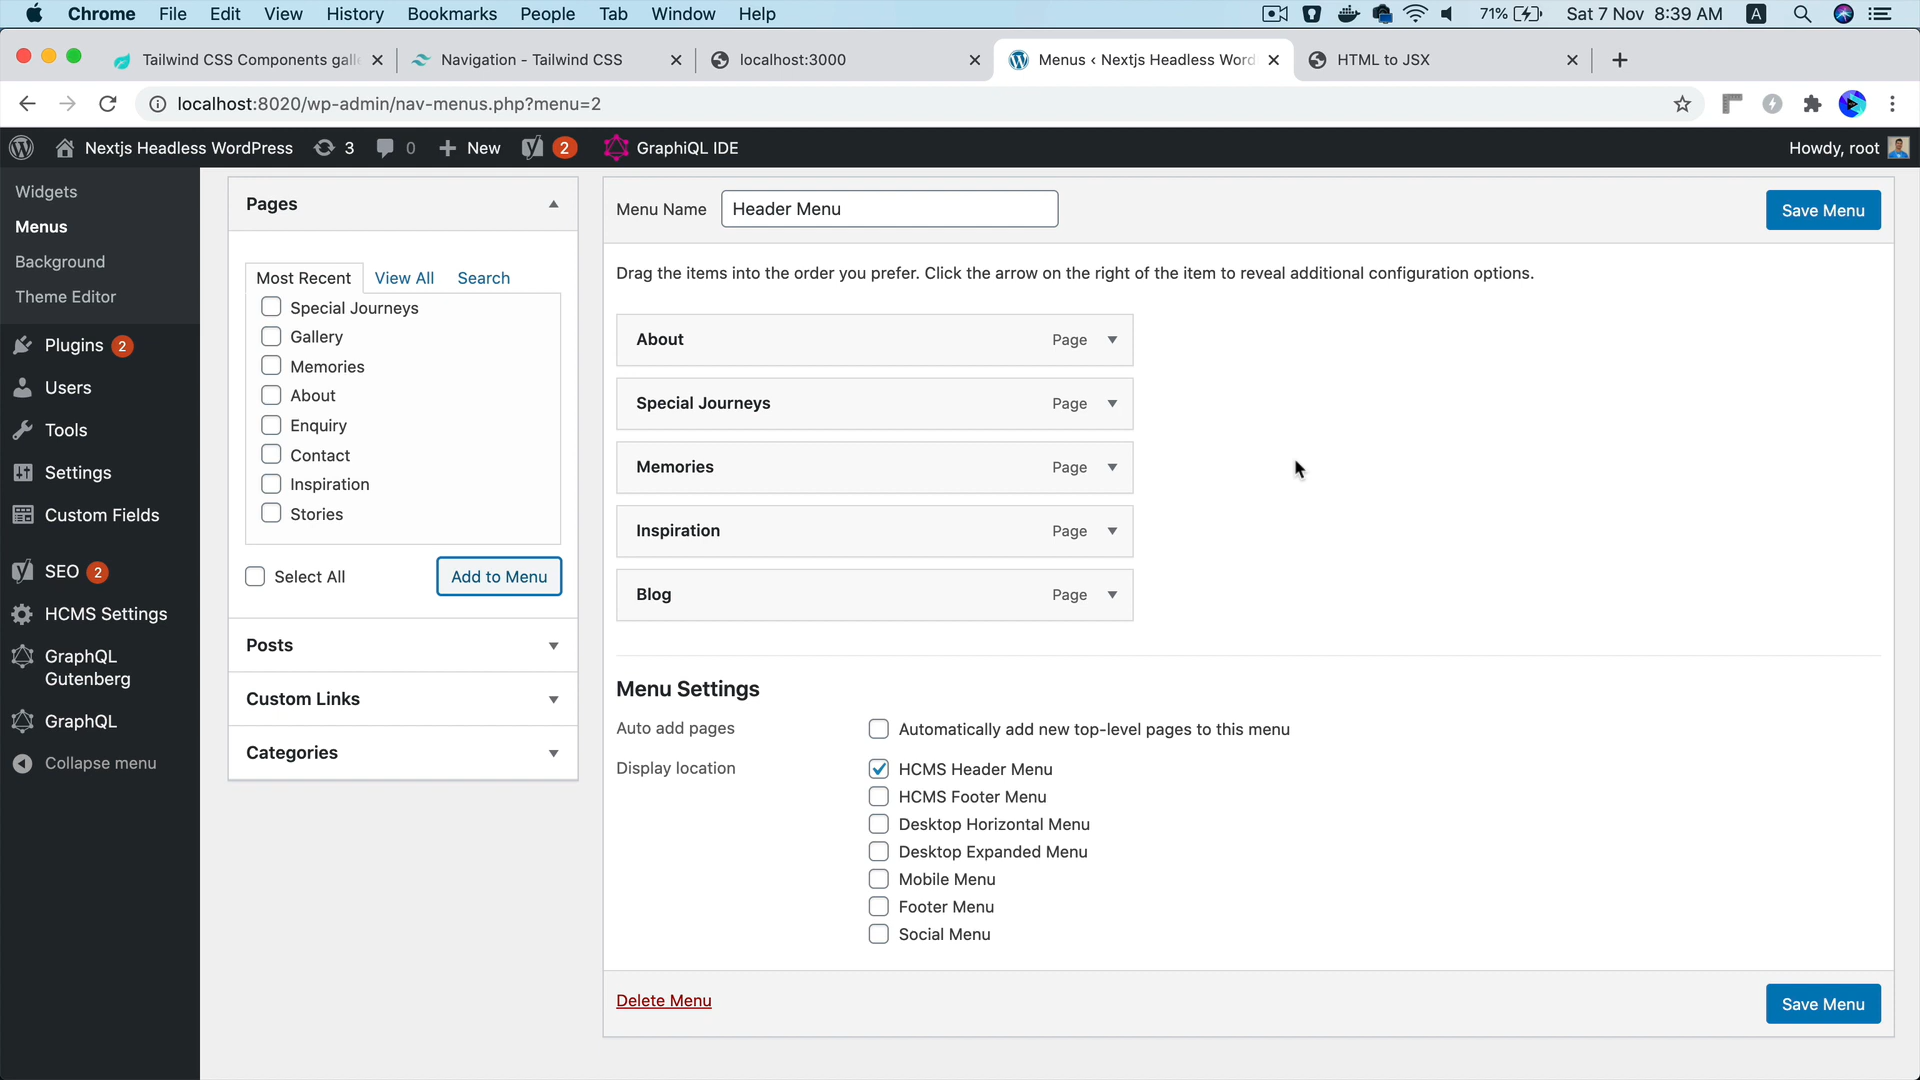 Chrome File Edit View History Bookmarks People Tab Window Help 71% Sat 7 Nov 8:39 AM A
Tailwind CSS Components gall Navigation - Tailwind CSS localhost:3000 Menus ‹ Nextjs Headless Word HTML to JSX
localhost:8020/wp-admin/nav-menus.php?menu=2
Nextjs Headless WordPress 3 0 New 2 GraphiQL IDE Howdy, root
Widgets
Menus
Background
Theme Editor
Plugins 2
Users
Tools
Settings
Custom Fields
SEO 2
HCMS Settings
GraphQL
Gutenberg
GraphQL
Collapse menu
Pages
Most Recent View All Search
Special Journeys
Gallery
Memories
About
Enquiry
Contact
Inspiration
Stories
Select All Add to Menu
Posts
Custom Links
Categories
Menu Name Header Menu Save Menu
Drag the items into the order you prefer. Click the arrow on the right of the item to reveal additional configuration options.
About Page
Special Journeys Page
Memories Page
Inspiration Page
Blog Page
Menu Settings
Auto add pages Automatically add new top-level pages to this menu
Display location HCMS Header Menu
HCMS Footer Menu
Desktop Horizontal Menu
Desktop Expanded Menu
Mobile Menu
Footer Menu
Social Menu
Delete Menu Save Menu